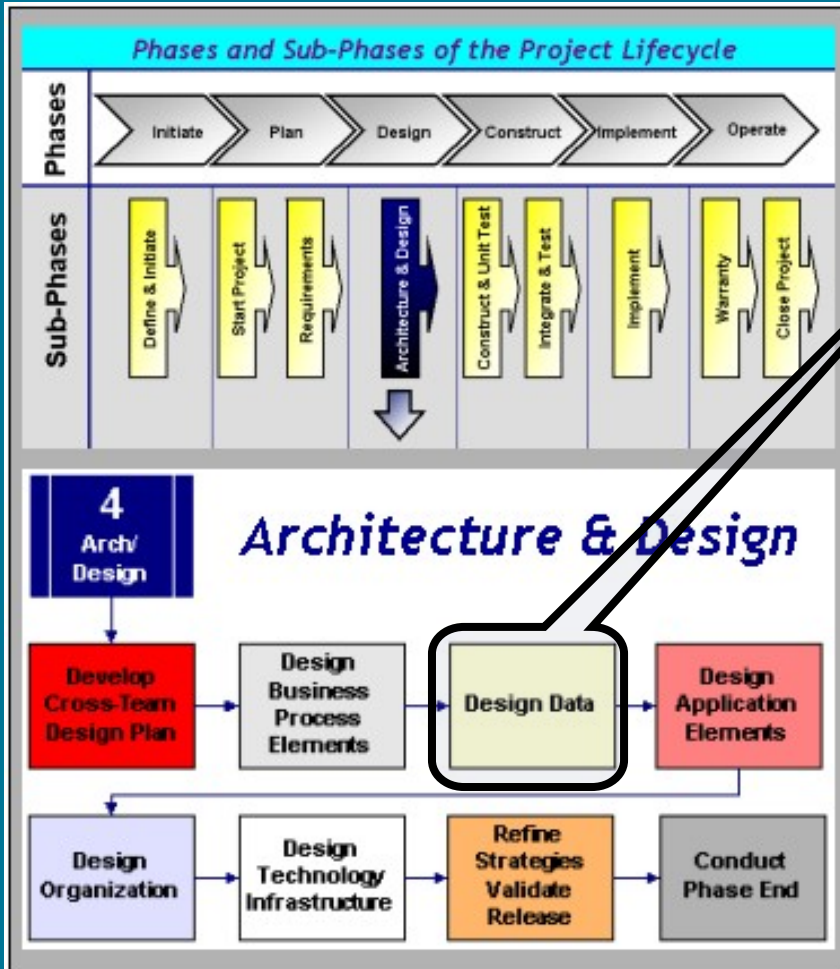 Phases and Sub-Phases of the Project Lifecycle
Phases
Initiate
Plan
Design
Construct
Implement
Operate
Sub-Phases
Define & Initiate
Start Project
Requirements
Architecture & Design
Construct & Unit Test
Integrate & Test
Implement
Warranty
Close Project
4
Arch/
Design
Architecture & Design
Develop
Cross-Team
Design Plan
Design
Business
Process
Elements
Design Data
Design
Application
Elements
Design
Organization
Design
Technology
Infrastructure
Refine
Strategies
Validate
Release
Conduct
Phase End